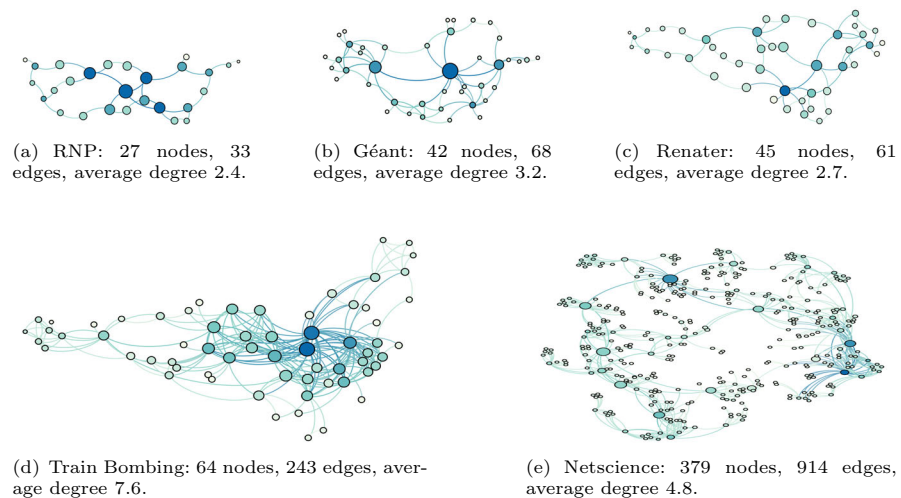 (a) RNP: 27 nodes, 33
edges, average degree 2.4.
(b) Géant: 42 nodes, 68
edges, average degree 3.2.
(c) Renater: 45 nodes, 61
edges, average degree 2.7.
(d) Train Bombing: 64 nodes, 243 edges, aver-
age degree 7.6.
(e) Netscience: 379 nodes, 914 edges,
average degree 4.8.